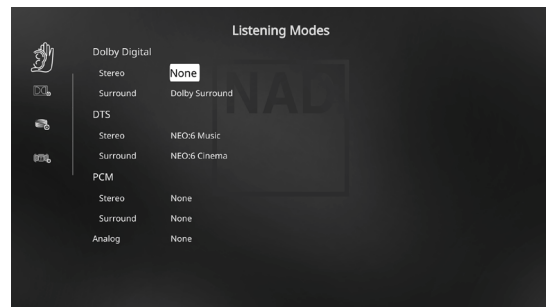 Listening Modes
Dolby Digital
Stereo None
Surround Dolby Surround
DTS
Stereo NEO:6 Music
Surround NEO:6 Cinema
PCM
Stereo None
Surround None
Analog None
NAD